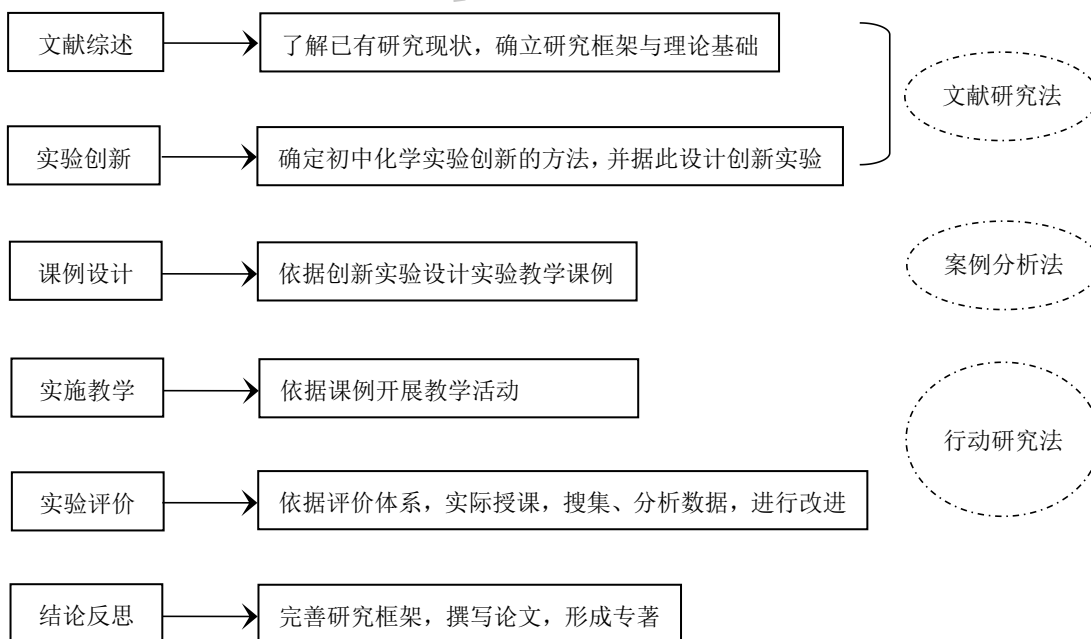 文献综述
了解已有研究现状，确立研究框架与理论基础
文献研究法
实验创新
确定初中化学实验创新的方法，并据此设计创新实验
课例设计
依据创新实验设计实验教学课例
案例分析法
实施教学
依据课例开展教学活动
行动研究法
实验评价
依据评价体系，实际授课，搜集、分析数据，进行改进
结论反思
完善研究框架，撰写论文，形成专著